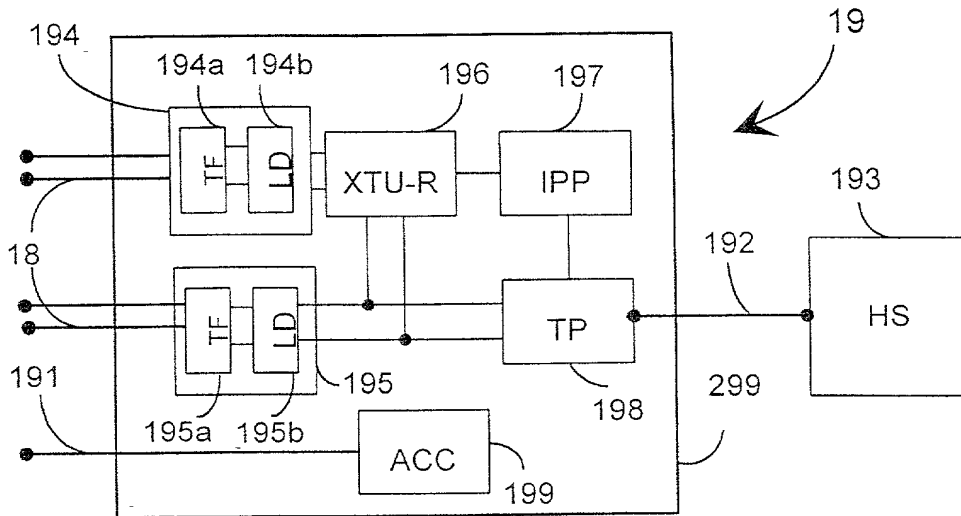 19
194
194a
194b
196
197
193
TF
LD
XTU-R
IPP
192
18
HS
TF
LD
TP
191
195
198
299
195a
195b
ACC
199